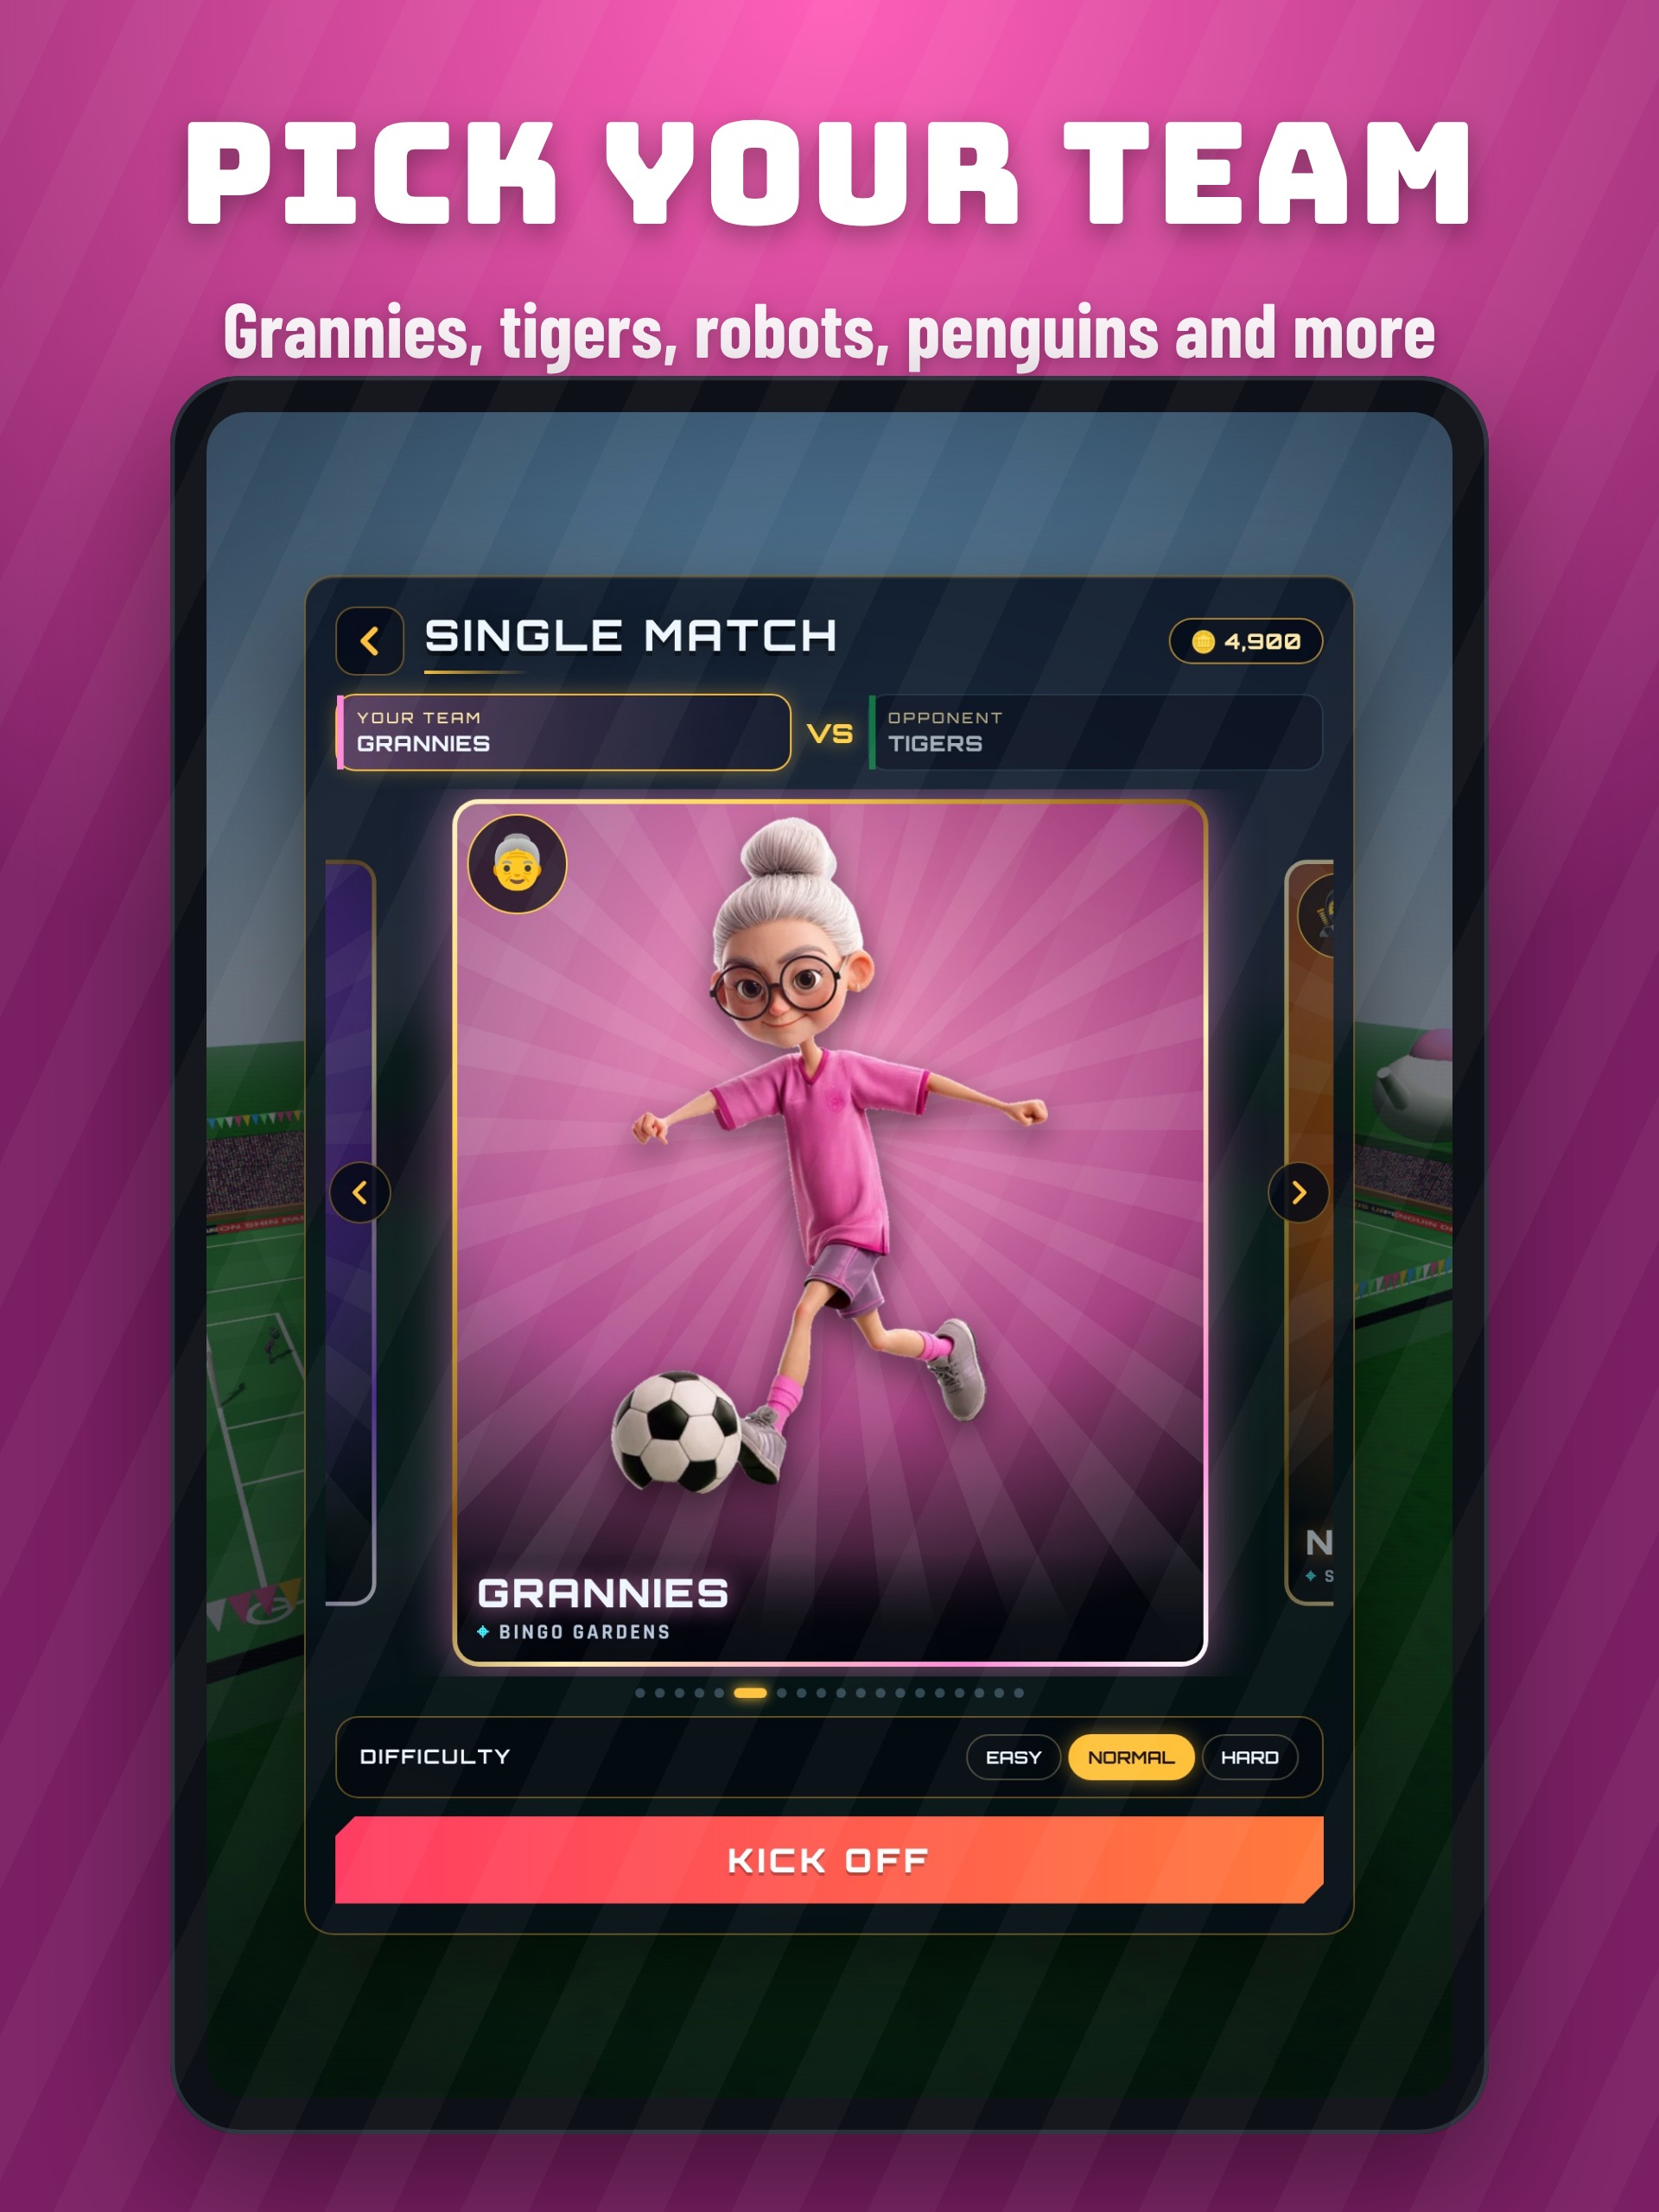 PICK YOUR TEAM
Grannies, tigers, robots, penguins and more
SINGLE MATCH
4,900
YOUR TEAM
GRANNIES
VS
OPPONENT
TIGERS
GRANNIES
BINGO GARDENS
N
S
DIFFICULTY
EASY
NORMAL
HARD
KICK OFF